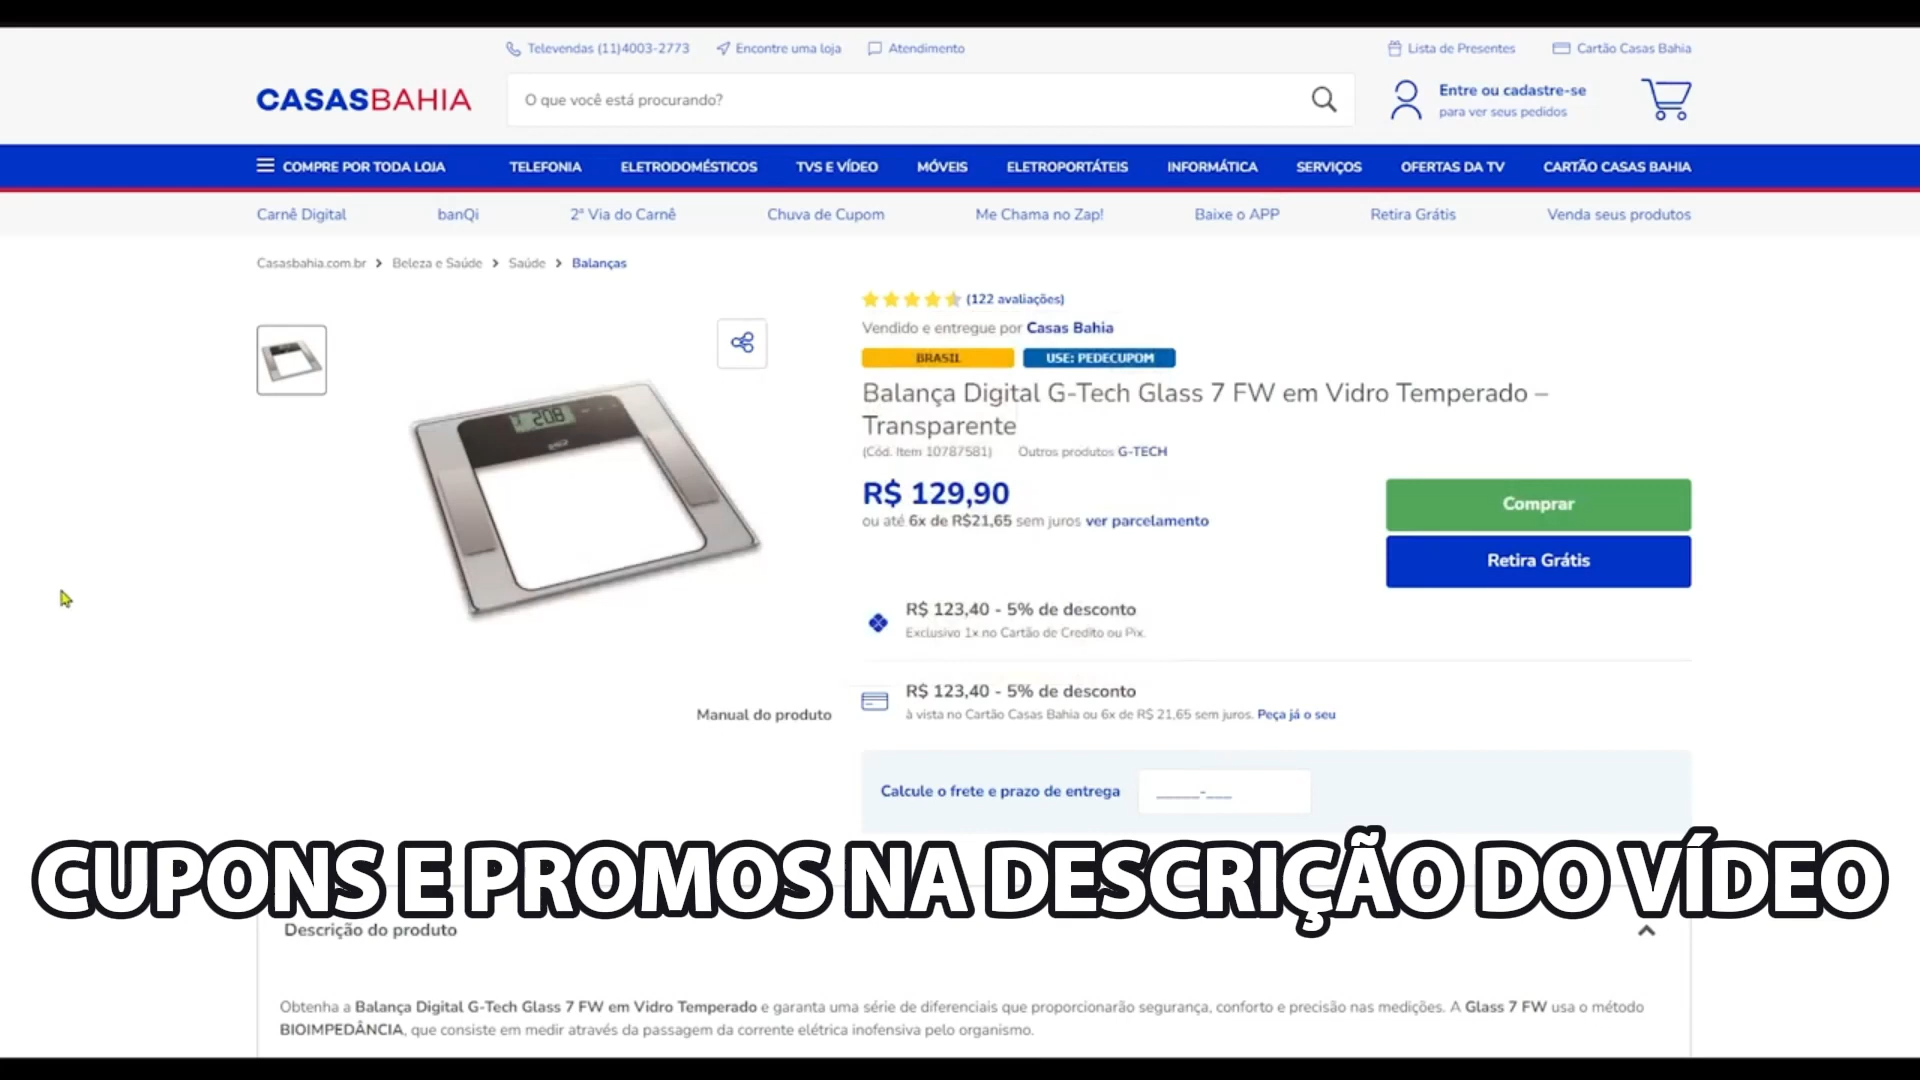 Televendas (11)4003-2773 Encontre uma loja Atendimento Lista de Presentes Cartão Casas Bahia
CASASBAHIA
O que você está procurando?
Entre ou cadastre-se
para ver seus pedidos
COMPRE POR TODA LOJA TELEFONIA ELETRODOMÉSTICOS TVS E VÍDEO MÓVEIS ELETROPORTÁTEIS INFORMÁTICA SERVIÇOS OFERTAS DA TV CARTÃO CASAS BAHIA
Carnê Digital banQi 2ª Via do Carnê Chuva de Cupom Me Chama no Zap! Baixe o APP Retira Grátis Venda seus produtos
Casasbahia.com.br > Beleza e Saúde > Saúde > Balanças
(122 avaliações)
Vendido e entregue por Casas Bahia
BRASIL USE: PEDECUPOM
Balança Digital G-Tech Glass 7 FW em Vidro Temperado –
Transparente
(Cód. Item 10787581) Outros produtos G-TECH
R$ 129,90
ou até 6x de R$21,65 sem juros ver parcelamento
Comprar
Retira Grátis
R$ 123,40 - 5% de desconto
Exclusivo 1x no Cartão de Credito ou Pix.
R$ 123,40 - 5% de desconto
à vista no Cartão Casas Bahia ou 6x de R$ 21,65 sem juros. Peça já o seu
Manual do produto
Calcule o frete e prazo de entrega _____-___
CUPONS E PROMOS NA DESCRIÇÃO DO VÍDEO
Descrição do produto
Obtenha a Balança Digital G-Tech Glass 7 FW em Vidro Temperado e garanta uma série de diferenciais que proporcionarão segurança, conforto e precisão nas medições. A Glass 7 FW usa o método
BIOIMPEDÂNCIA, que consiste em medir através da passagem da corrente elétrica inofensiva pelo organismo.